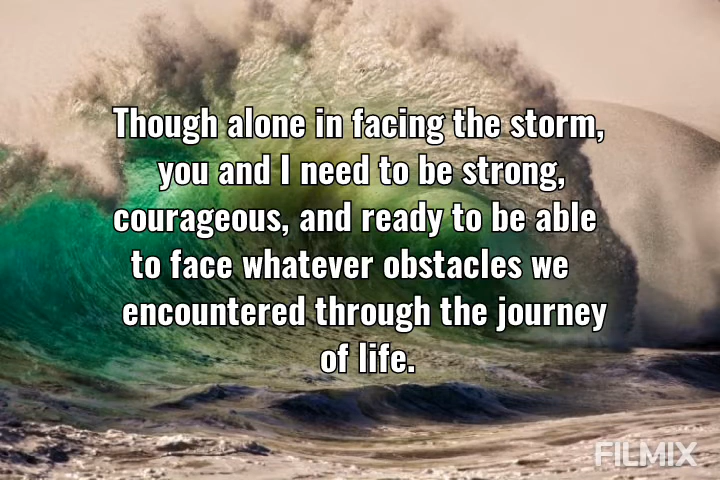 Though alone in facing the storm,
you and I need to be strong,
courageous, and ready to be able
to face whatever obstacles we
encountered through the journey
of life.
FILMIX